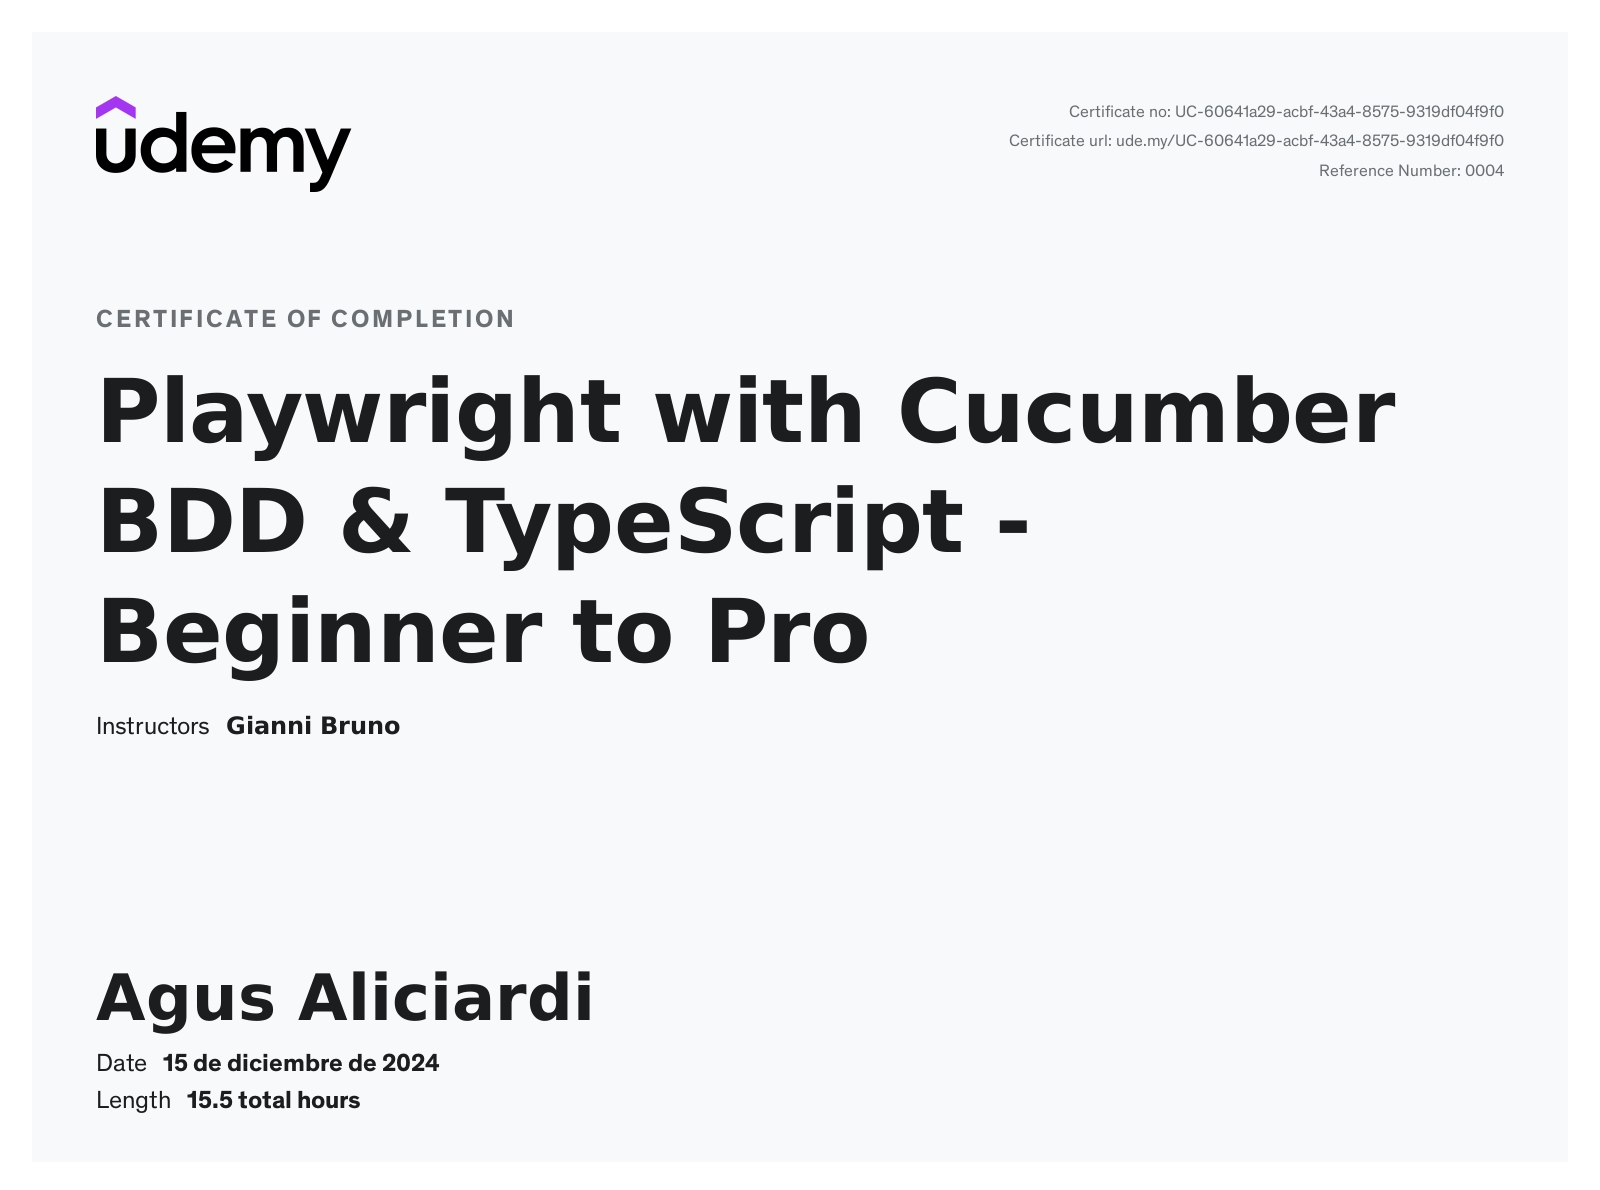 udemy
Certificate no: UC-60641a29-acbf-43a4-8575-9319df04f9f0
Certificate url: ude.my/UC-60641a29-acbf-43a4-8575-9319df04f9f0
Reference Number: 0004
CERTIFICATE OF COMPLETION
Playwright with Cucumber
BDD & TypeScript -
Beginner to Pro
Instructors Gianni Bruno
Agus Aliciardi
Date 15 de diciembre de 2024
Length 15.5 total hours